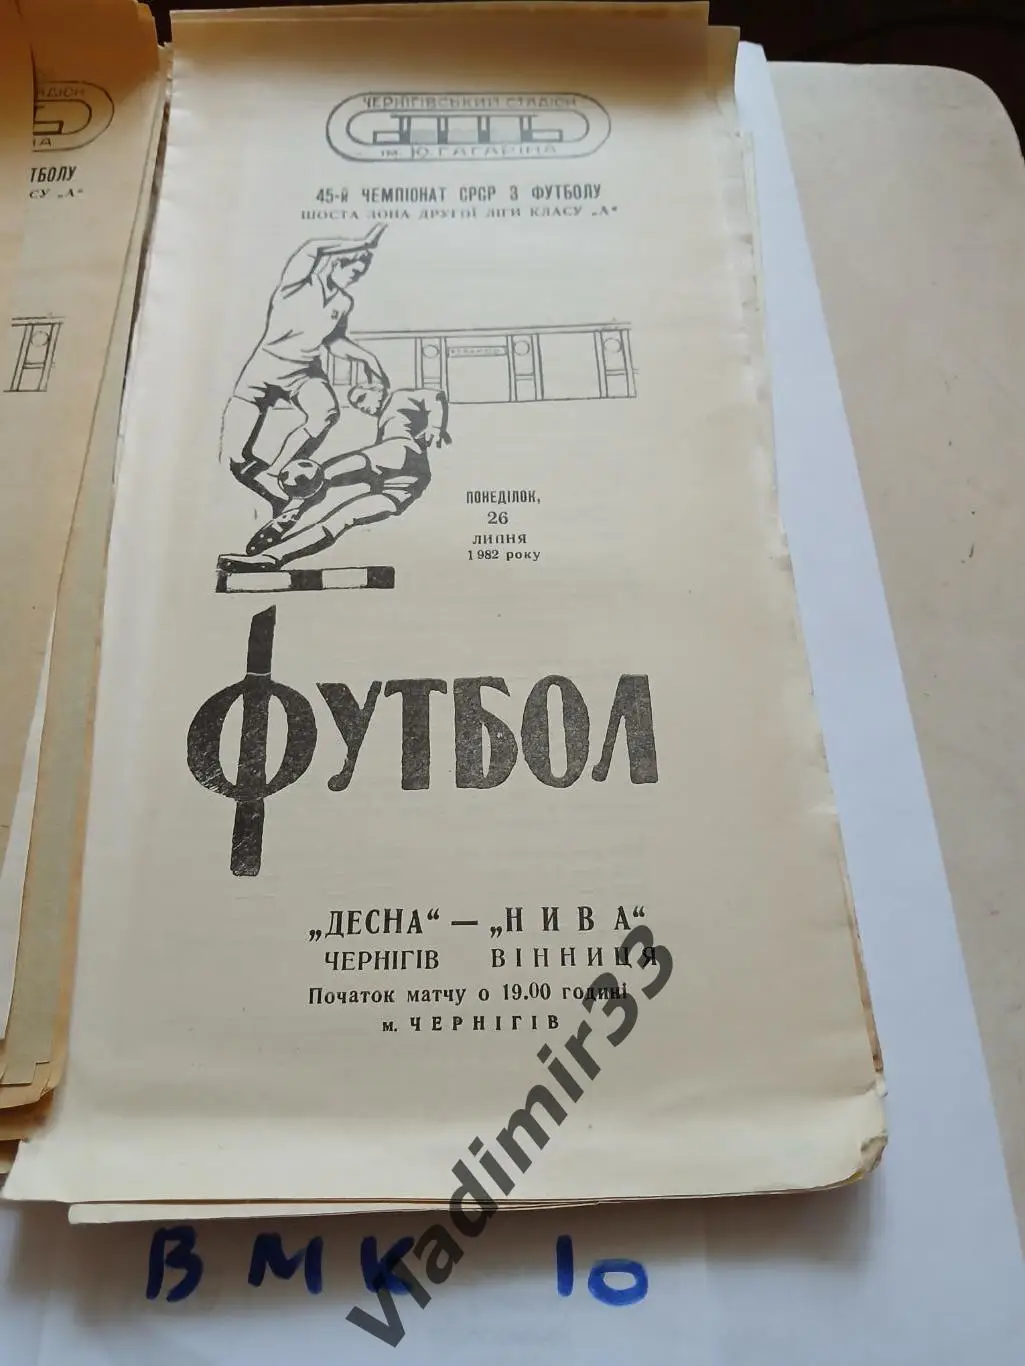 ЧЕРНІГІВСЬКИЙ СТАДІОН
ім. Ю. ГАГАРІНА
45-й ЧЕМПІОНАТ СРСР З ФУТБОЛУ
ШОСТА ЗОНА ДРУГОЇ ЛІГИ КЛАСУ „А“
ПОНЕДІЛОК,
26
ЛИПНЯ
1982 року
ФУТБОЛ
„ДЕСНА“ — „НИВА“
ЧЕРНІГІВ ВІННИЦЯ
Початок матчу о 19.00 годині
м. ЧЕРНІГІВ
vladimir33
ВМК 10
ТБОЛУ
СУ „А“